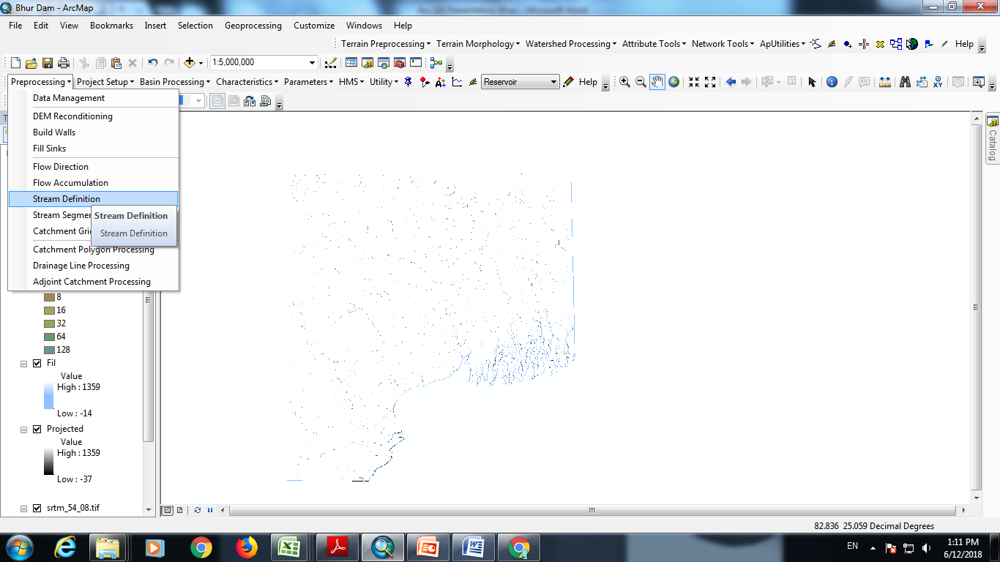 Bhur Dam - ArcMap
File Edit View Bookmarks Insert Selection Geoprocessing Customize Windows Help
Terrain Preprocessing Terrain Morphology Watershed Processing Attribute Tools Network Tools ApUtilities Help
1:5,000,000
Preprocessing Project Setup Basin Processing Characteristics Parameters HMS Utility Reservoir Help
Data Management
DEM Reconditioning
Build Walls
Fill Sinks
Flow Direction
Flow Accumulation
Stream Definition
Stream Segmen
Stream Definition
Stream Definition
Catchment Gri
Catchment Polygon Processing
Drainage Line Processing
Adjoint Catchment Processing
Catalog
8
16
32
64
128
Fil
Value
High : 1359
Low : -14
Projected
Value
High : 1359
Low : -37
srtm_54_08.tif
82.836 25.059 Decimal Degrees
EN
1:11 PM
6/12/2018